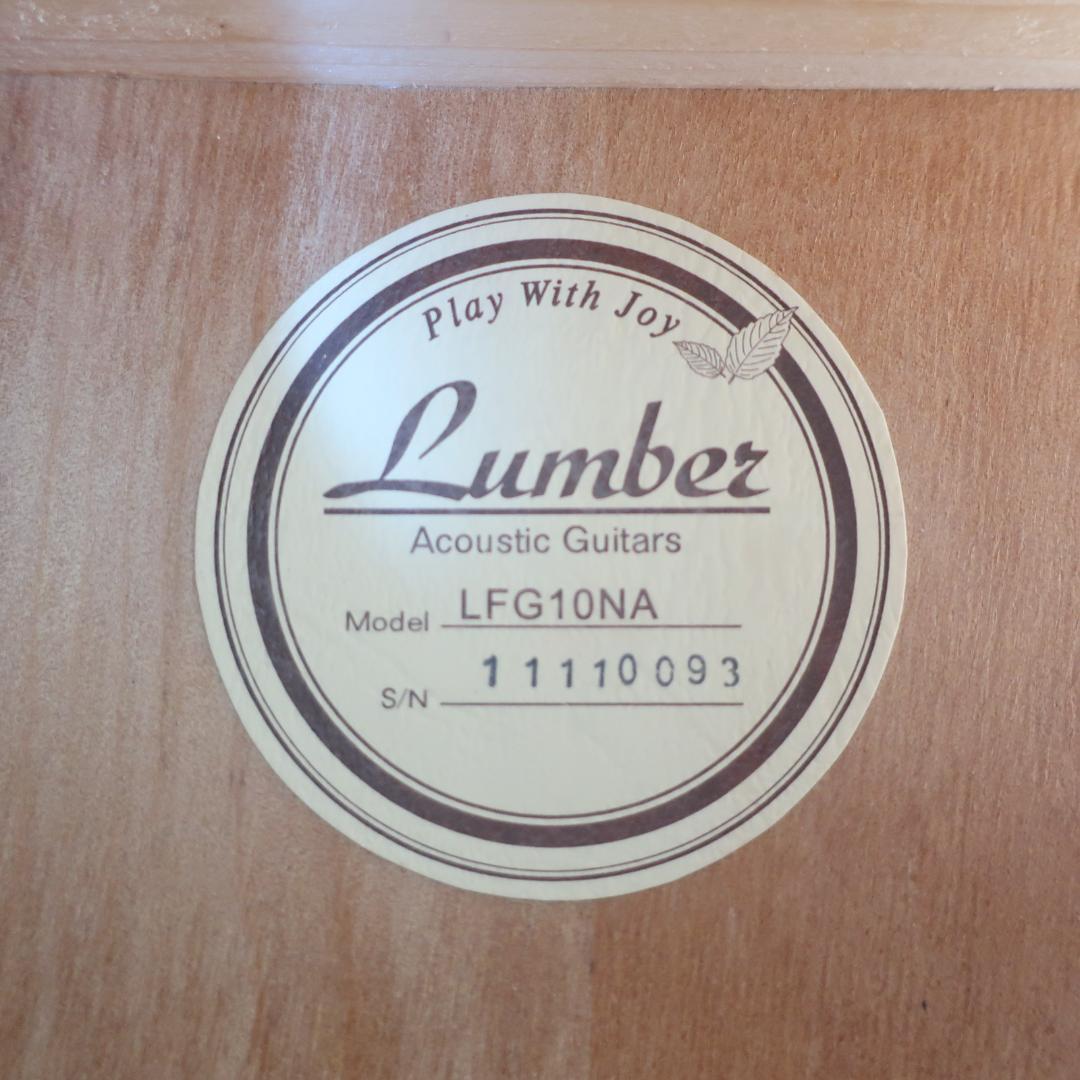 Play With Joy
Lumber
Acoustic Guitars
Model LFG10NA
S/N 11110093